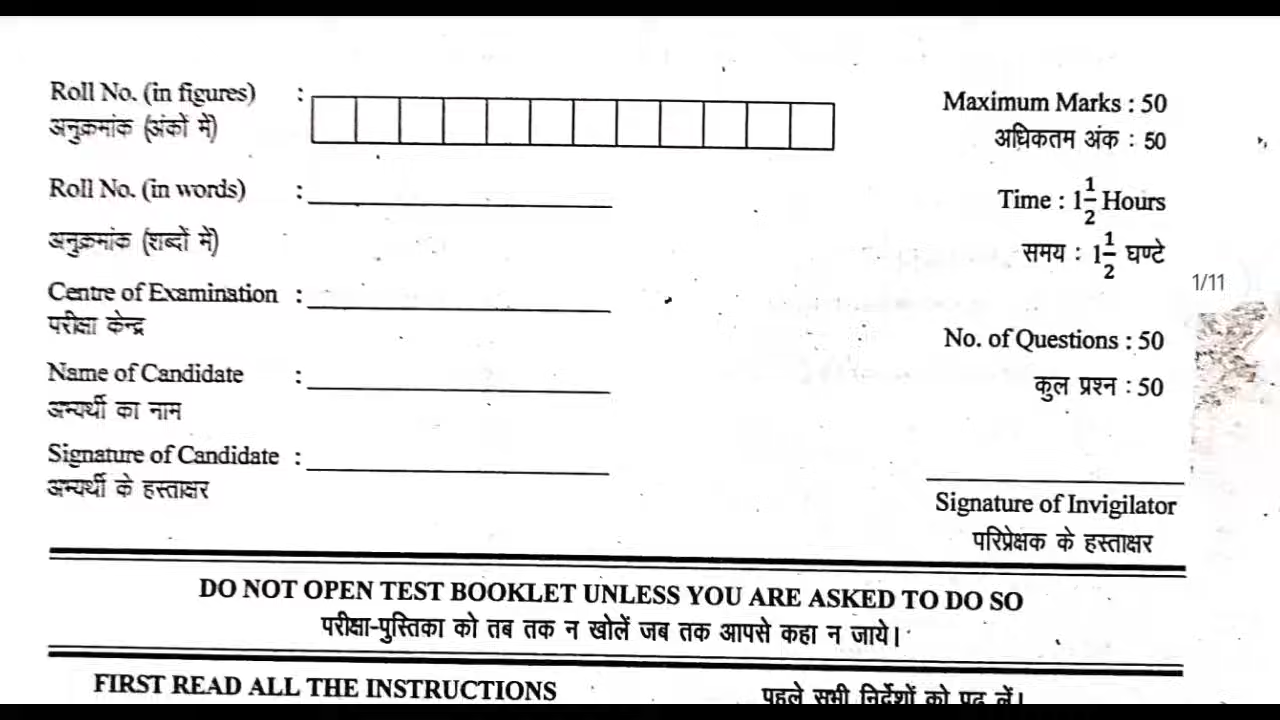 Roll No. (in figures) :
अनुक्रमांक (अंकों में)
Roll No. (in words) :
अनुक्रमांक (शब्दों में)
Centre of Examination :
परीक्षा केन्द्र
Name of Candidate :
अभ्यर्थी का नाम
Signature of Candidate :
अभ्यर्थी के हस्ताक्षर
Maximum Marks : 50
अधिकतम अंक : 50
Time : 1 1/2 Hours
समय : 1 1/2 घण्टे
1/11
No. of Questions : 50
कुल प्रश्न : 50
Signature of Invigilator
परिप्रेक्षक के हस्ताक्षर
DO NOT OPEN TEST BOOKLET UNLESS YOU ARE ASKED TO DO SO
परीक्षा-पुस्तिका को तब तक न खोलें जब तक आपसे कहा न जाये।
FIRST READ ALL THE INSTRUCTIONS
पहले सभी निर्देशों को पढ़ लें।